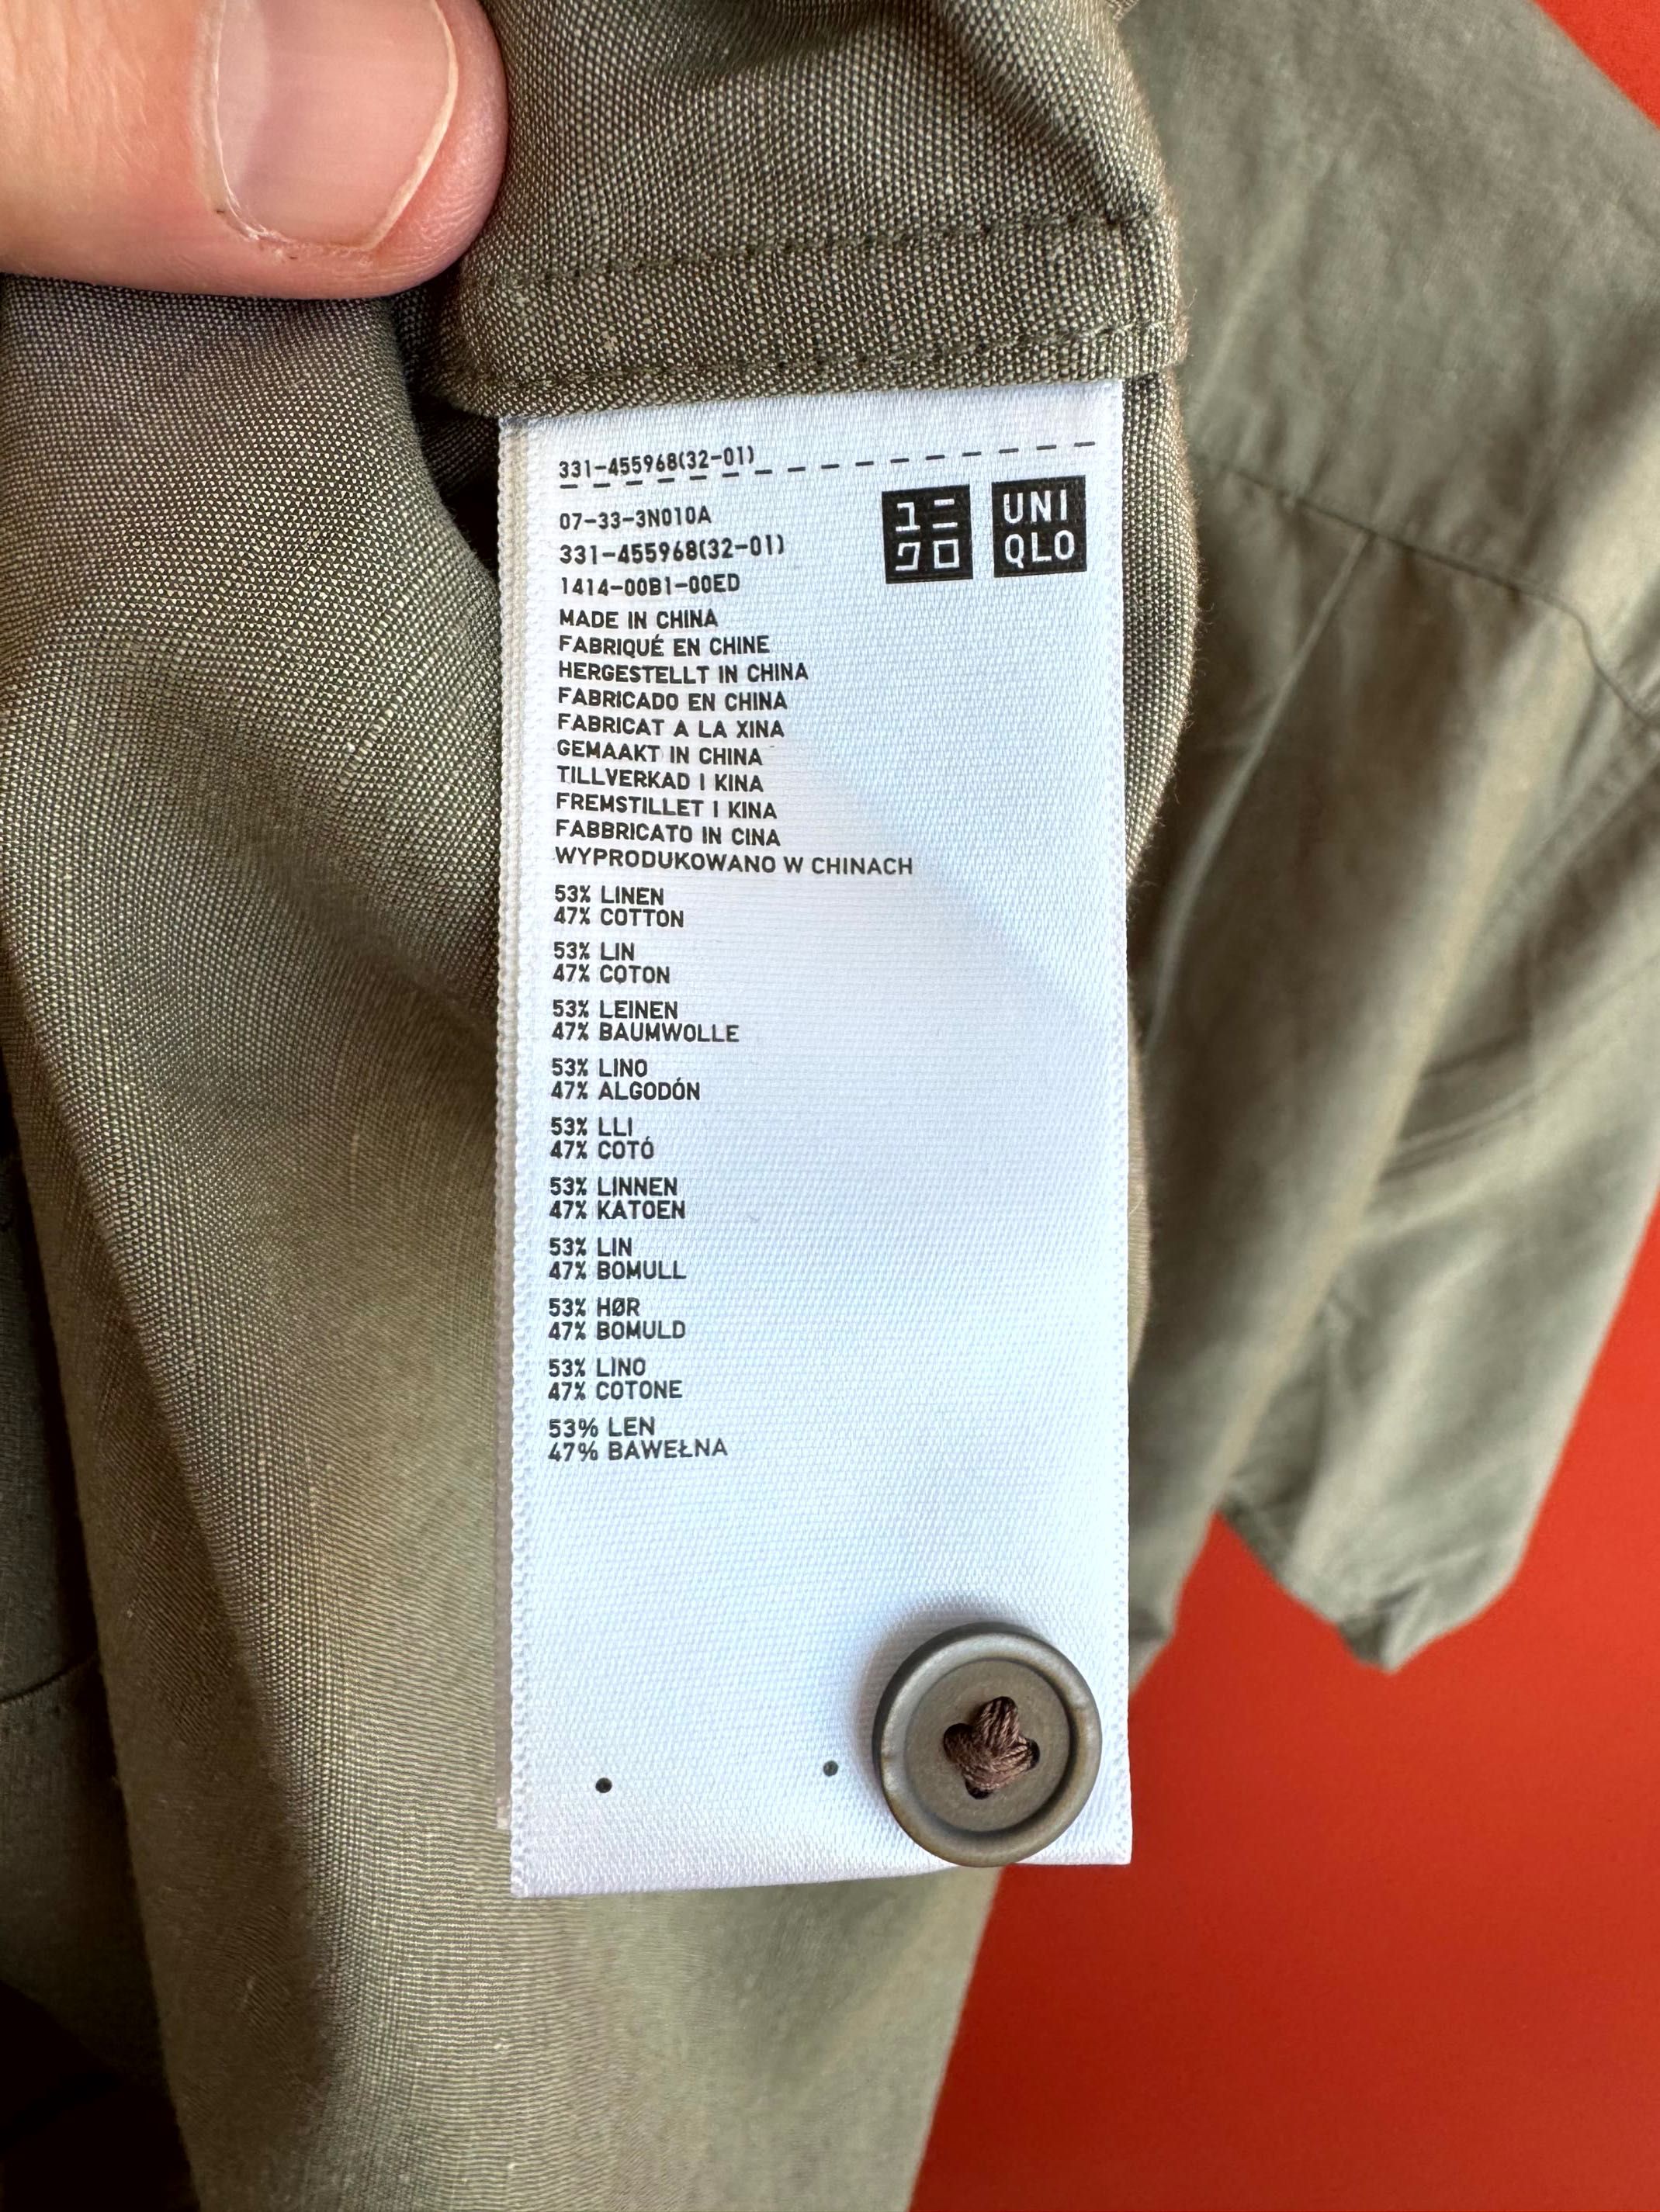 331-455968(32-01)
ユニ
クロ
UNI
QLO
07-33-3N010A
331-455968(32-01)
1414-00B1-00ED
MADE IN CHINA
FABRIQUÉ EN CHINE
HERGESTELLT IN CHINA
FABRICADO EN CHINA
FABRICAT A LA XINA
GEMAAKT IN CHINA
TILLVERKAD I KINA
FREMSTILLET I KINA
FABBRICATO IN CINA
WYPRODUKOWANO W CHINACH
53% LINEN
47% COTTON
53% LIN
47% COTON
53% LEINEN
47% BAUMWOLLE
53% LINO
47% ALGODÓN
53% LLI
47% COTÓ
53% LINNEN
47% KATOEN
53% LIN
47% BOMULL
53% HØR
47% BOMULD
53% LINO
47% COTONE
53% LEN
47% BAWEŁNA